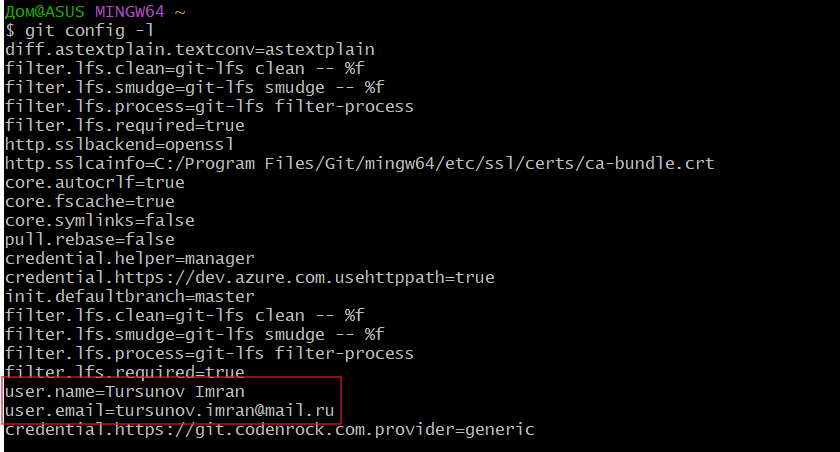 Дом@ASUS MINGW64 ~
$ git config -l
diff.astextplain.textconv=astextplain
filter.lfs.clean=git-lfs clean -- %f
filter.lfs.smudge=git-lfs smudge -- %f
filter.lfs.process=git-lfs filter-process
filter.lfs.required=true
http.sslbackend=openssl
http.sslcainfo=C:/Program Files/Git/mingw64/etc/ssl/certs/ca-bundle.crt
core.autocrlf=true
core.fscache=true
core.symlinks=false
pull.rebase=false
credential.helper=manager
credential.https://dev.azure.com.usehttppath=true
init.defaultbranch=master
filter.lfs.clean=git-lfs clean -- %f
filter.lfs.smudge=git-lfs smudge -- %f
filter.lfs.process=git-lfs filter-process
filter.lfs.required=true
user.name=Tursunov Imran
user.email=tursunov.imran@mail.ru
credential.https://git.codenrock.com.provider=generic